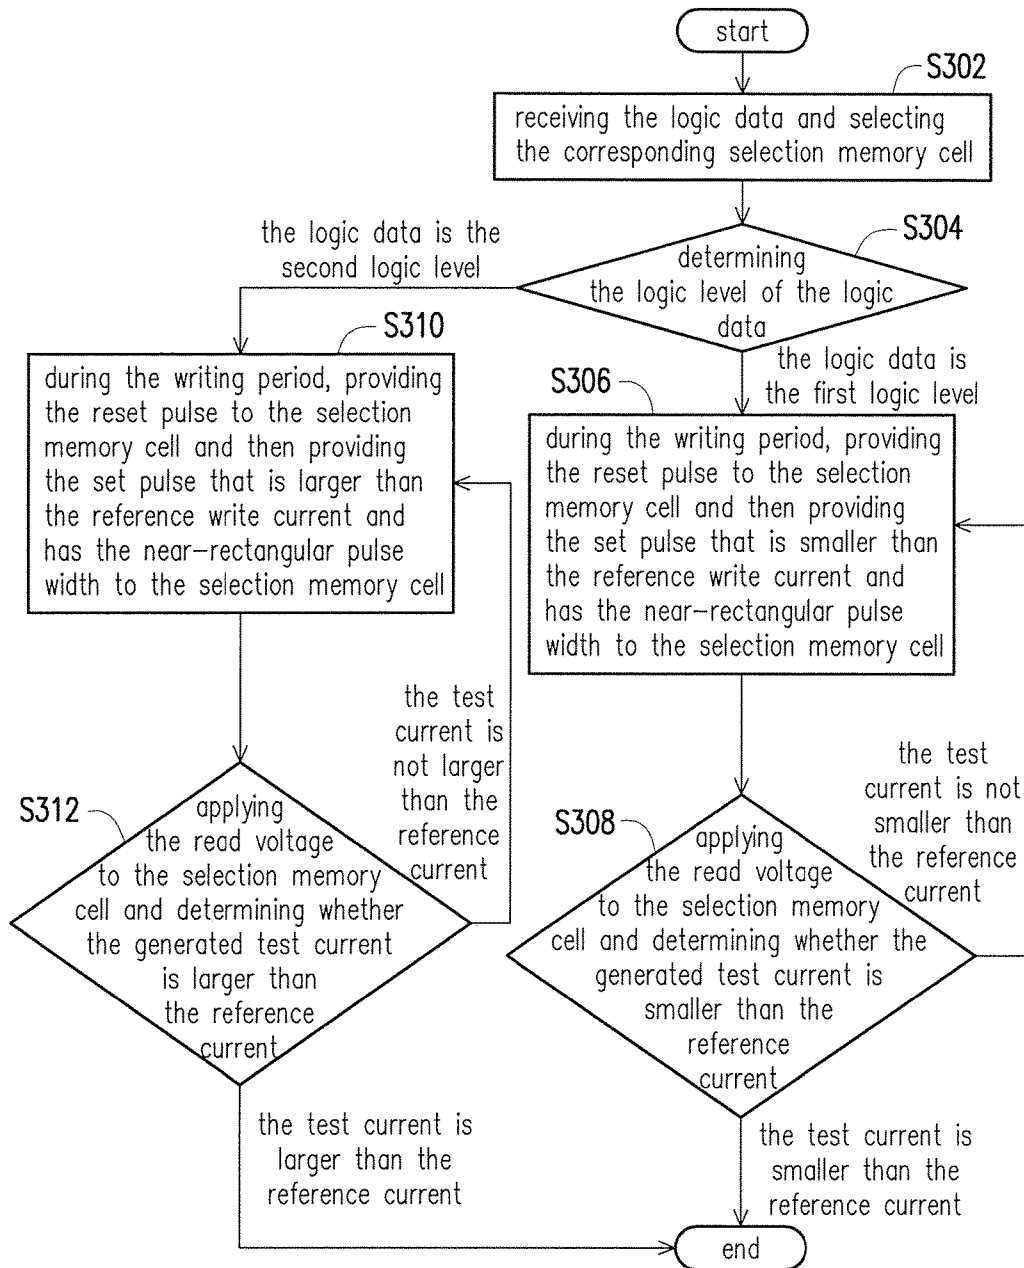 start
S302
receiving the logic data and selecting
the corresponding selection memory cell
S304
determining
the logic level of the logic
data
the logic data is the
second logic level
the logic data is
the first logic level
S310
during the writing period, providing
the reset pulse to the selection
memory cell and then providing
the set pulse that is larger than
the reference write current and
has the near-rectangular pulse
width to the selection memory cell
S306
during the writing period, providing
the reset pulse to the selection
memory cell and then providing
the set pulse that is smaller than
the reference write current and
has the near-rectangular pulse
width to the selection memory cell
the test
current is
not larger
than the
reference
current
S312
applying
the read voltage
to the selection memory
cell and determining whether
the generated test current
is larger than
the reference
current
the test
current is not
smaller than
the reference
current
S308
applying
the read voltage
to the selection memory
cell and determining whether the
generated test current is
smaller than the
reference
current
the test current is
larger than the
reference current
the test current is
smaller than the
reference current
end